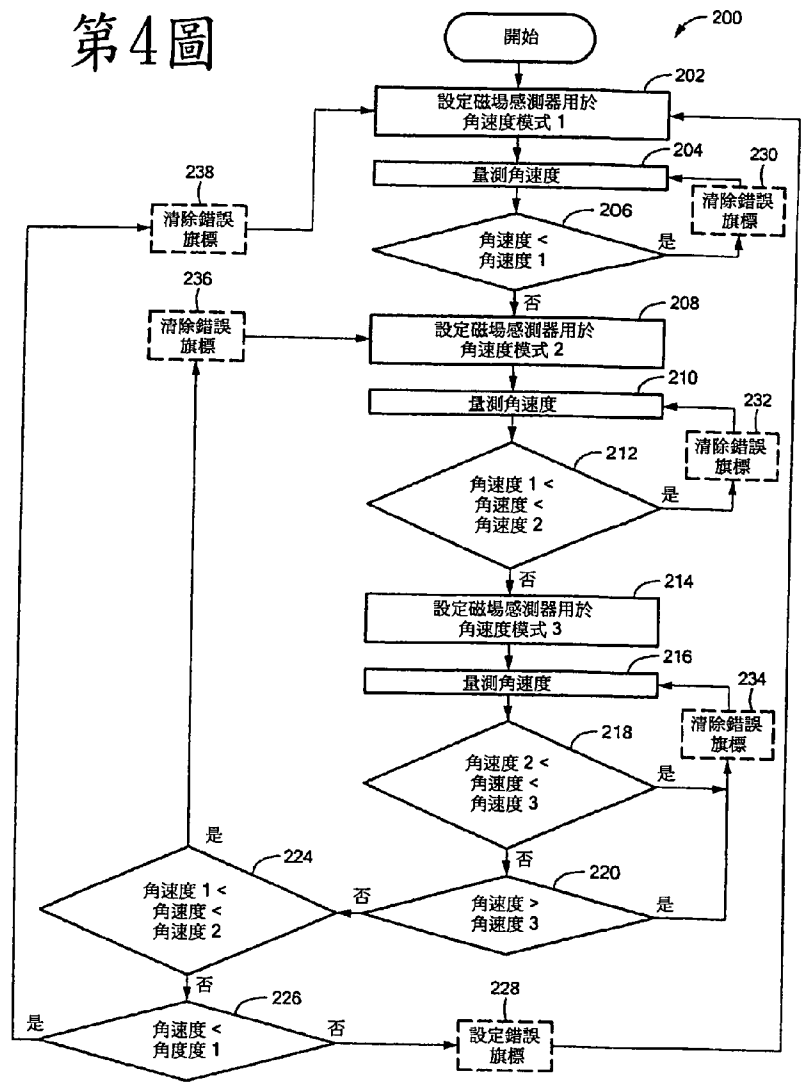 第4圖
開始
200
202
設定磁場感測器用於
角速度模式 1
204
量測角速度
230
清除錯誤
旗標
238
清除錯誤
旗標
206
角速度 <
角速度 1
是
否
236
清除錯誤
旗標
208
設定磁場感測器用於
角速度模式 2
210
量測角速度
232
清除錯誤
旗標
212
角速度 1 <
角速度 <
角速度 2
是
否
214
設定磁場感測器用於
角速度模式 3
216
量測角速度
234
清除錯誤
旗標
218
角速度 2 <
角速度 <
角速度 3
是
否
220
角速度 >
角速度 3
是
否
是
224
角速度 1 <
角速度 <
角速度 2
否
226
角速度 <
角度度 1
是
否
228
設定錯誤
旗標